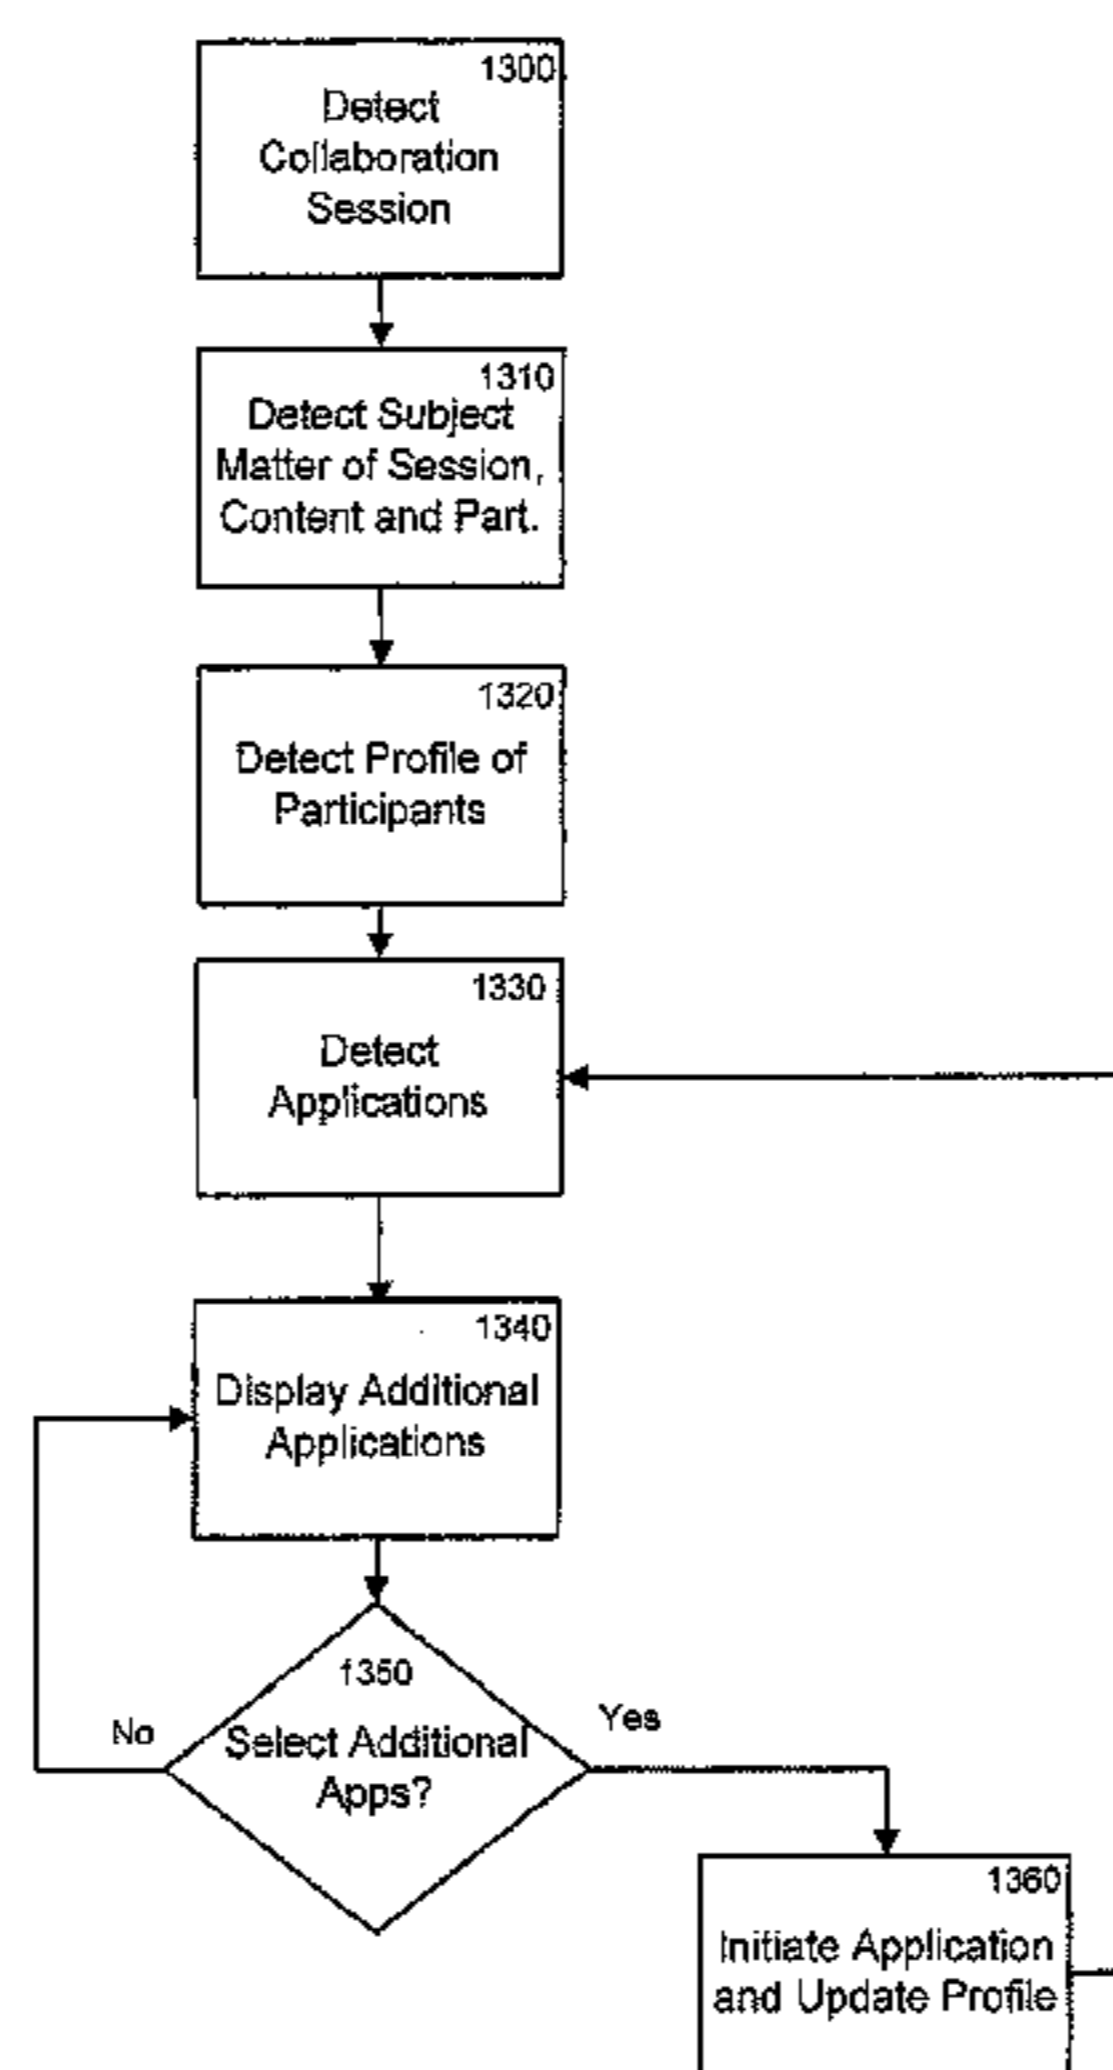 1300
Detect
Collaboration
Session
1310
Detect Subject
Matter of Session,
Content and Part.
1320
Detect Profile of
Participants
1330
Detect
Applications
1340
Display Additional
Applications
1350
Select Additional
Apps?
No
Yes
1360
Initiate Application
and Update Profile